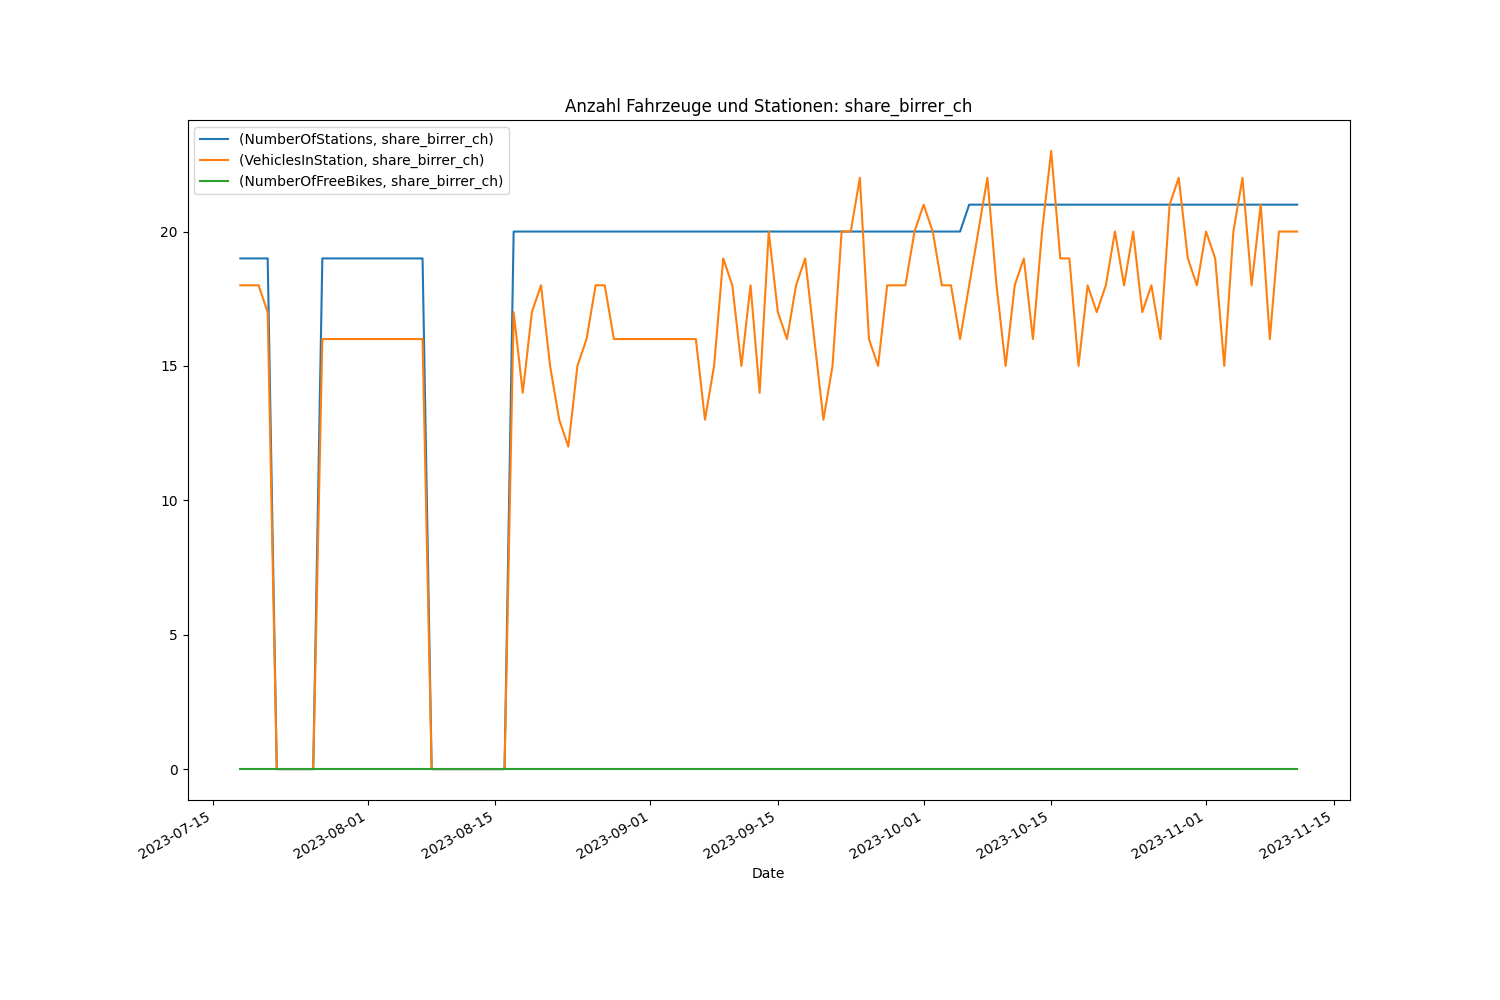 Anzahl Fahrzeuge und Stationen: share_birrer_ch
(NumberOfStations, share_birrer_ch)
(VehiclesInStation, share_birrer_ch)
(NumberOfFreeBikes, share_birrer_ch)
20
15
10
5
0
2023-07-15
2023-08-01
2023-08-15
2023-09-01
2023-09-15
2023-10-01
2023-10-15
2023-11-01
2023-11-15
Date